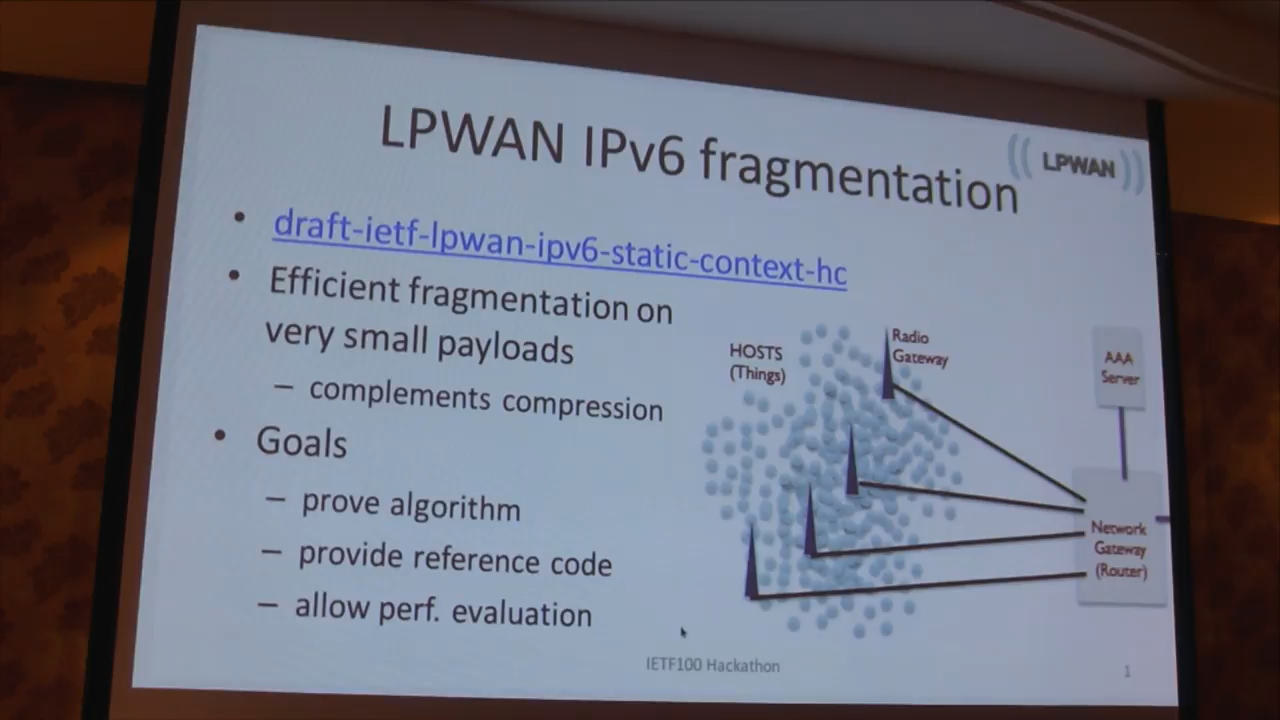 LPWAN IPv6 fragmentation
LPWAN
• draft-ietf-lpwan-ipv6-static-context-hc
• Efficient fragmentation on
very small payloads
– complements compression
• Goals
– prove algorithm
– provide reference code
– allow perf. evaluation
HOSTS
(Things)
Radio
Gateway
AAA
Server
Network
Gateway
(Router)
IETF100 Hackathon
1